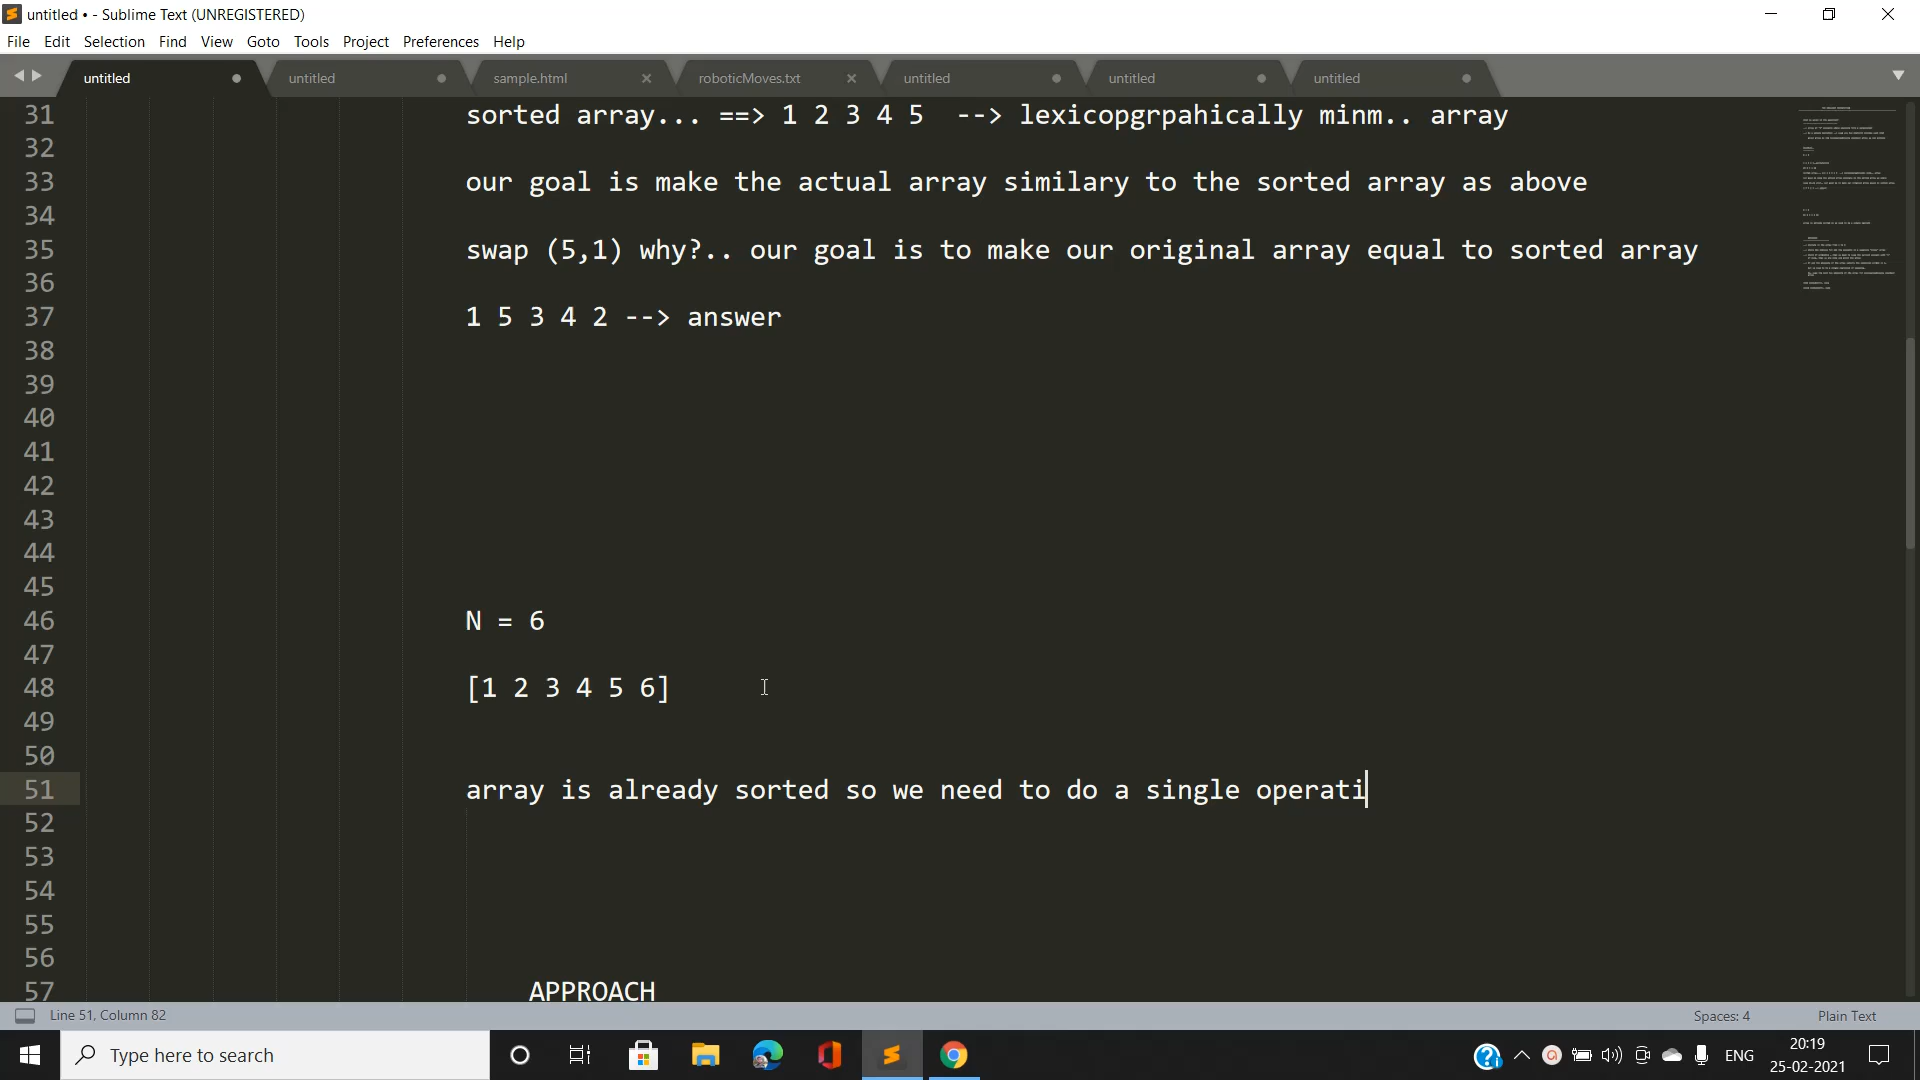 untitled • - Sublime Text (UNREGISTERED)
File Edit Selection Find View Goto Tools Project Preferences Help
untitled untitled sample.html roboticMoves.txt untitled untitled untitled
31 sorted array... ==> 1 2 3 4 5 --> lexicopgrpahically minm.. array
32
33 our goal is make the actual array similary to the sorted array as above
34
35 swap (5,1) why?.. our goal is to make our original array equal to sorted array
36
37 1 5 3 4 2 --> answer
38
39
40
41
42
43
44
45
46 N = 6
47
48 [1 2 3 4 5 6]
49
50
51 array is already sorted so we need to do a single operati
52
53
54
55
56
57 APPROACH
Line 51, Column 82 Spaces: 4 Plain Text
Type here to search ENG 20:19
25-02-2021